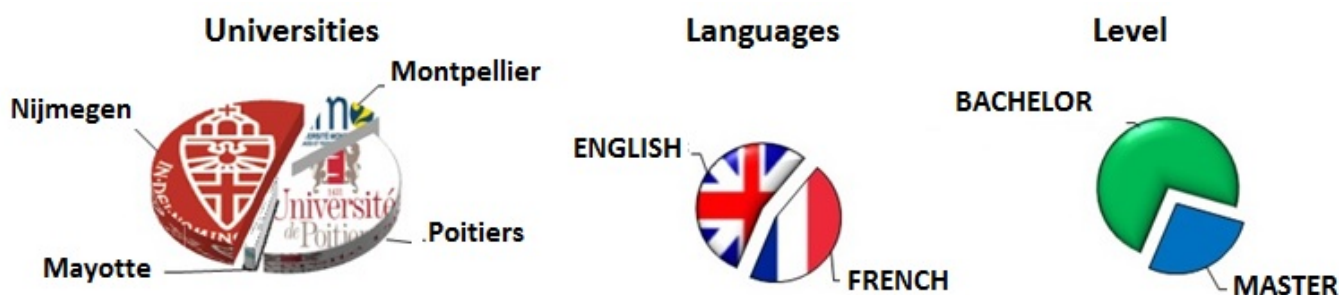 Universities
Languages
Level
Montpellier
Nijmegen
BACHELOR
ENGLISH
Université
de Poitiers
.Poitiers
Mayotte
FRENCH
MASTER